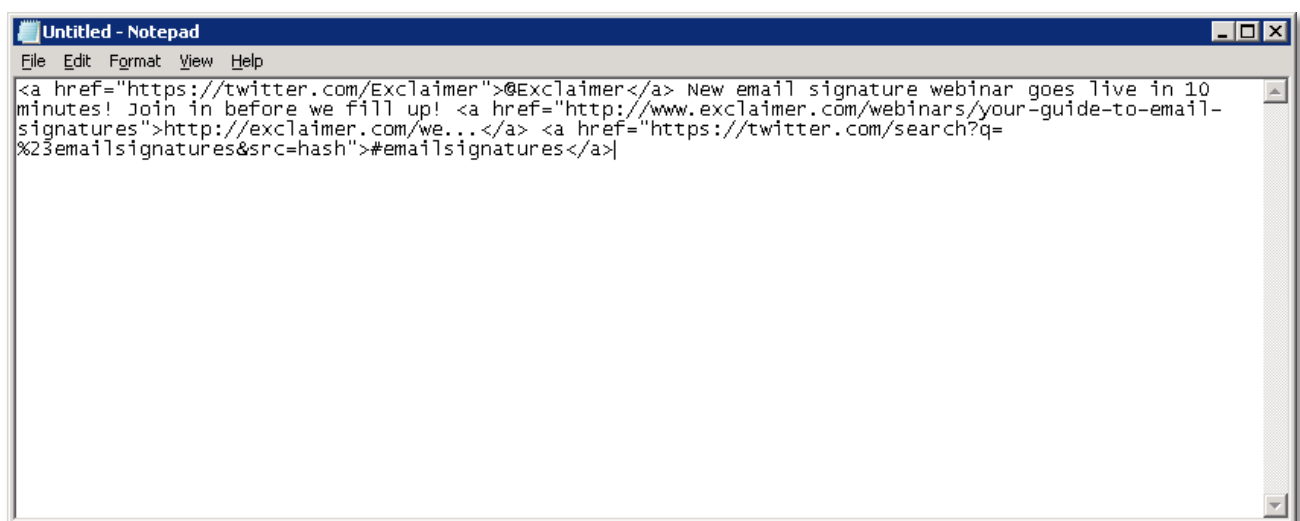 Untitled - Notepad
File Edit Format View Help
<a href="https://twitter.com/Exclaimer">@Exclaimer</a> New email signature webinar goes live in 10
minutes! Join in before we fill up! <a href="http://www.exclaimer.com/webinars/your-guide-to-email-
signatures">http://exclaimer.com/we...</a> <a href="https://twitter.com/search?q=
%23emailsignatures&src=hash">#emailsignatures</a>